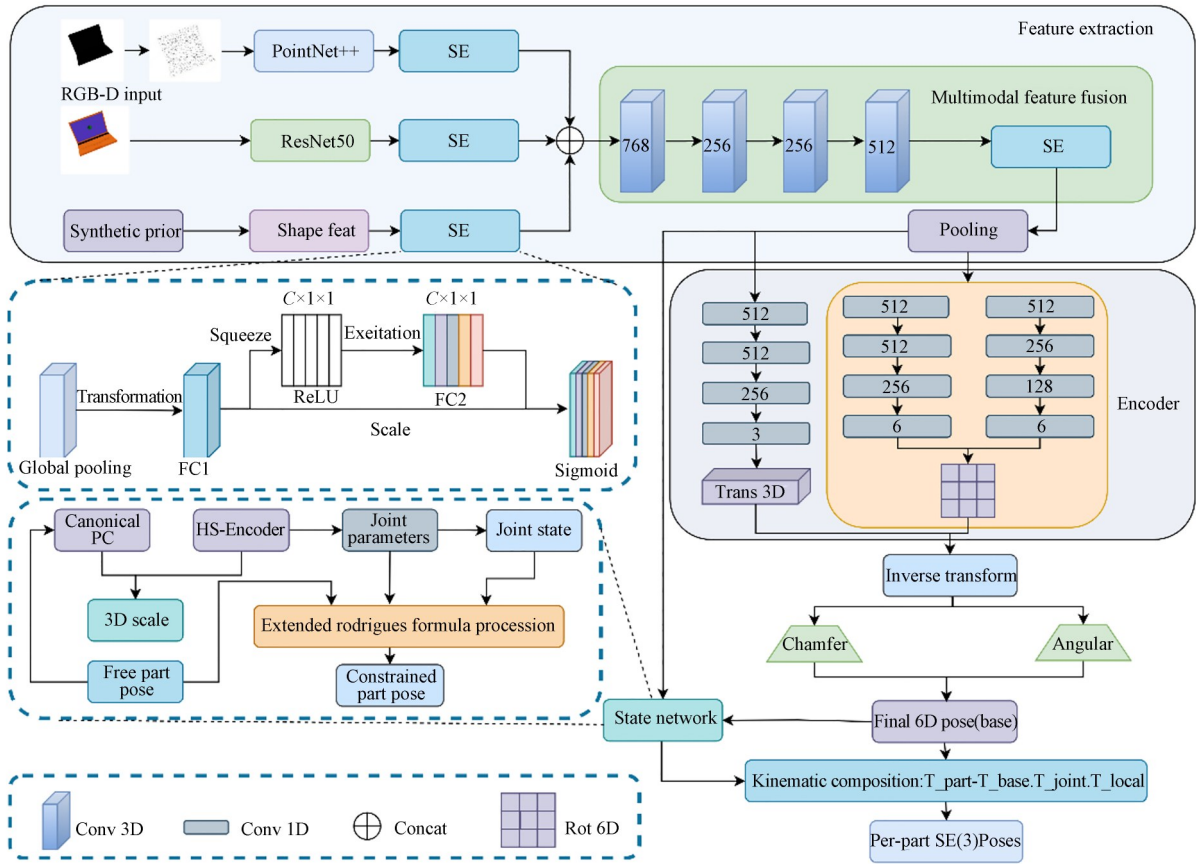 Feature extraction
PointNet++
SE
RGB-D input
Multimodal feature fusion
ResNet50
SE
768
256
256
512
SE
Synthetic prior
Shape feat
SE
Pooling
C×1×1
C×1×1
Squeeze
Exeitation
Transformation
ReLU
FC2
Scale
Global pooling
FC1
Sigmoid
512
512
256
3
Trans 3D
512
512
256
6
512
256
128
6
Encoder
Canonical
PC
HS-Encoder
Joint
parameters
Joint state
3D scale
Extended rodrigues formula procession
Free part
pose
Constrained
part pose
Inverse transform
Chamfer
Angular
State network
Final 6D pose(base)
Kinematic composition:T_part-T_base.T_joint.T_local
Per-part SE(3)Poses
Conv 3D
Conv 1D
Concat
Rot 6D